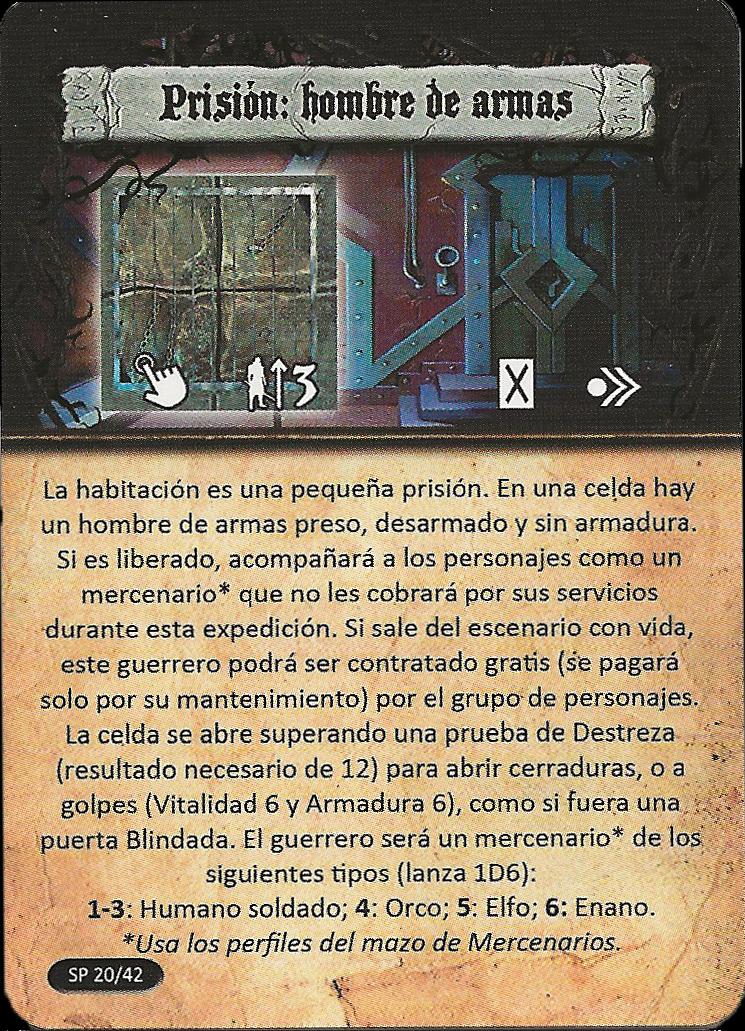 Prisión: hombre de armas
3
X
La habitación es una pequeña prisión. En una celda hay
un hombre de armas preso, desarmado y sin armadura.
Si es liberado, acompañará a los personajes como un
mercenario* que no les cobrará por sus servicios
durante esta expedición. Si sale del escenario con vida,
este guerrero podrá ser contratado gratis (se pagará
solo por su mantenimiento) por el grupo de personajes.
La celda se abre superando una prueba de Destreza
(resultado necesario de 12) para abrir cerraduras, o a
golpes (Vitalidad 6 y Armadura 6), como si fuera una
puerta Blindada. El guerrero será un mercenario* de los
siguientes tipos (lanza 1D6):
1-3: Humano soldado; 4: Orco; 5: Elfo; 6: Enano.
*Usa los perfiles del mazo de Mercenarios.
SP 20/42